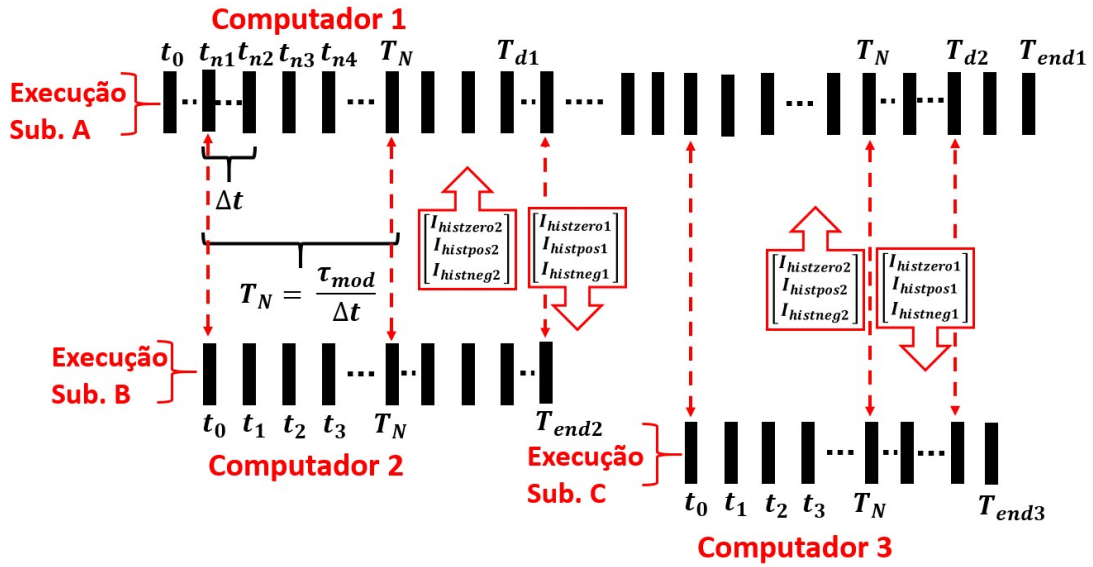 Computador 1
t0 tn1 tn2 tn3 tn4 TN Td1 TN Td2 Tend1
Execução
Sub. A
Δt
[Ihistzero2
Ihistpos2
Ihistneg2]
[Ihistzero1
Ihistpos1
Ihistneg1]
[Ihistzero2
Ihistpos2
Ihistneg2]
[Ihistzero1
Ihistpos1
Ihistneg1]
TN = τmod/Δt
Execução
Sub. B
t0 t1 t2 t3 TN Tend2
Computador 2
Execução
Sub. C
t0 t1 t2 t3 TN Tend3
Computador 3